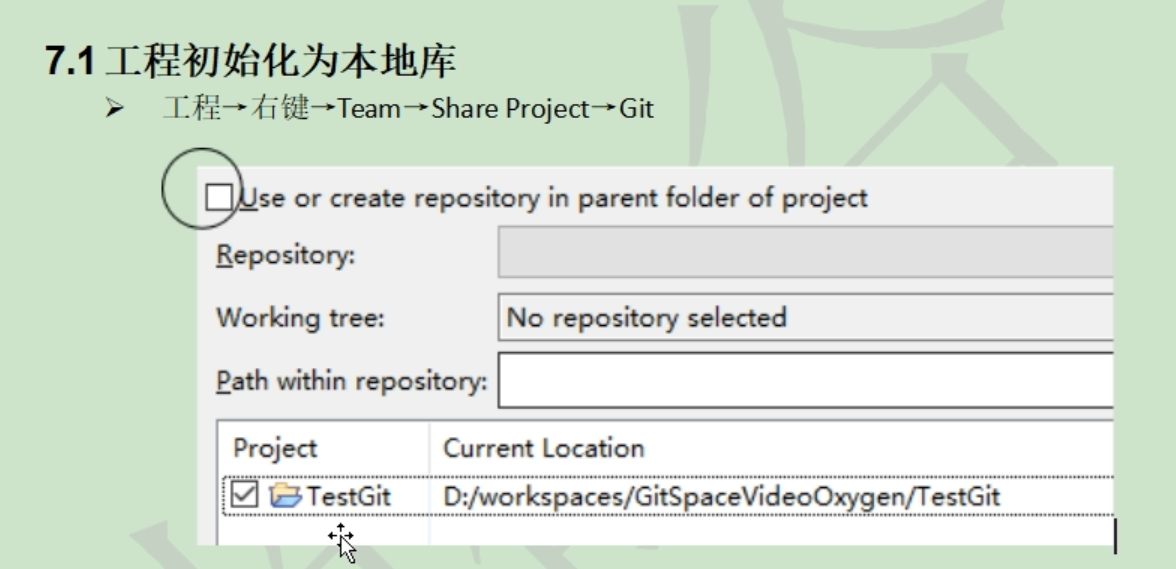 7.1 工程初始化为本地库
➢ 工程→右键→Team→Share Project→Git
Use or create repository in parent folder of project
Repository:
Working tree: No repository selected
Path within repository:
Project Current Location
TestGit D:/workspaces/GitSpaceVideoOxygen/TestGit